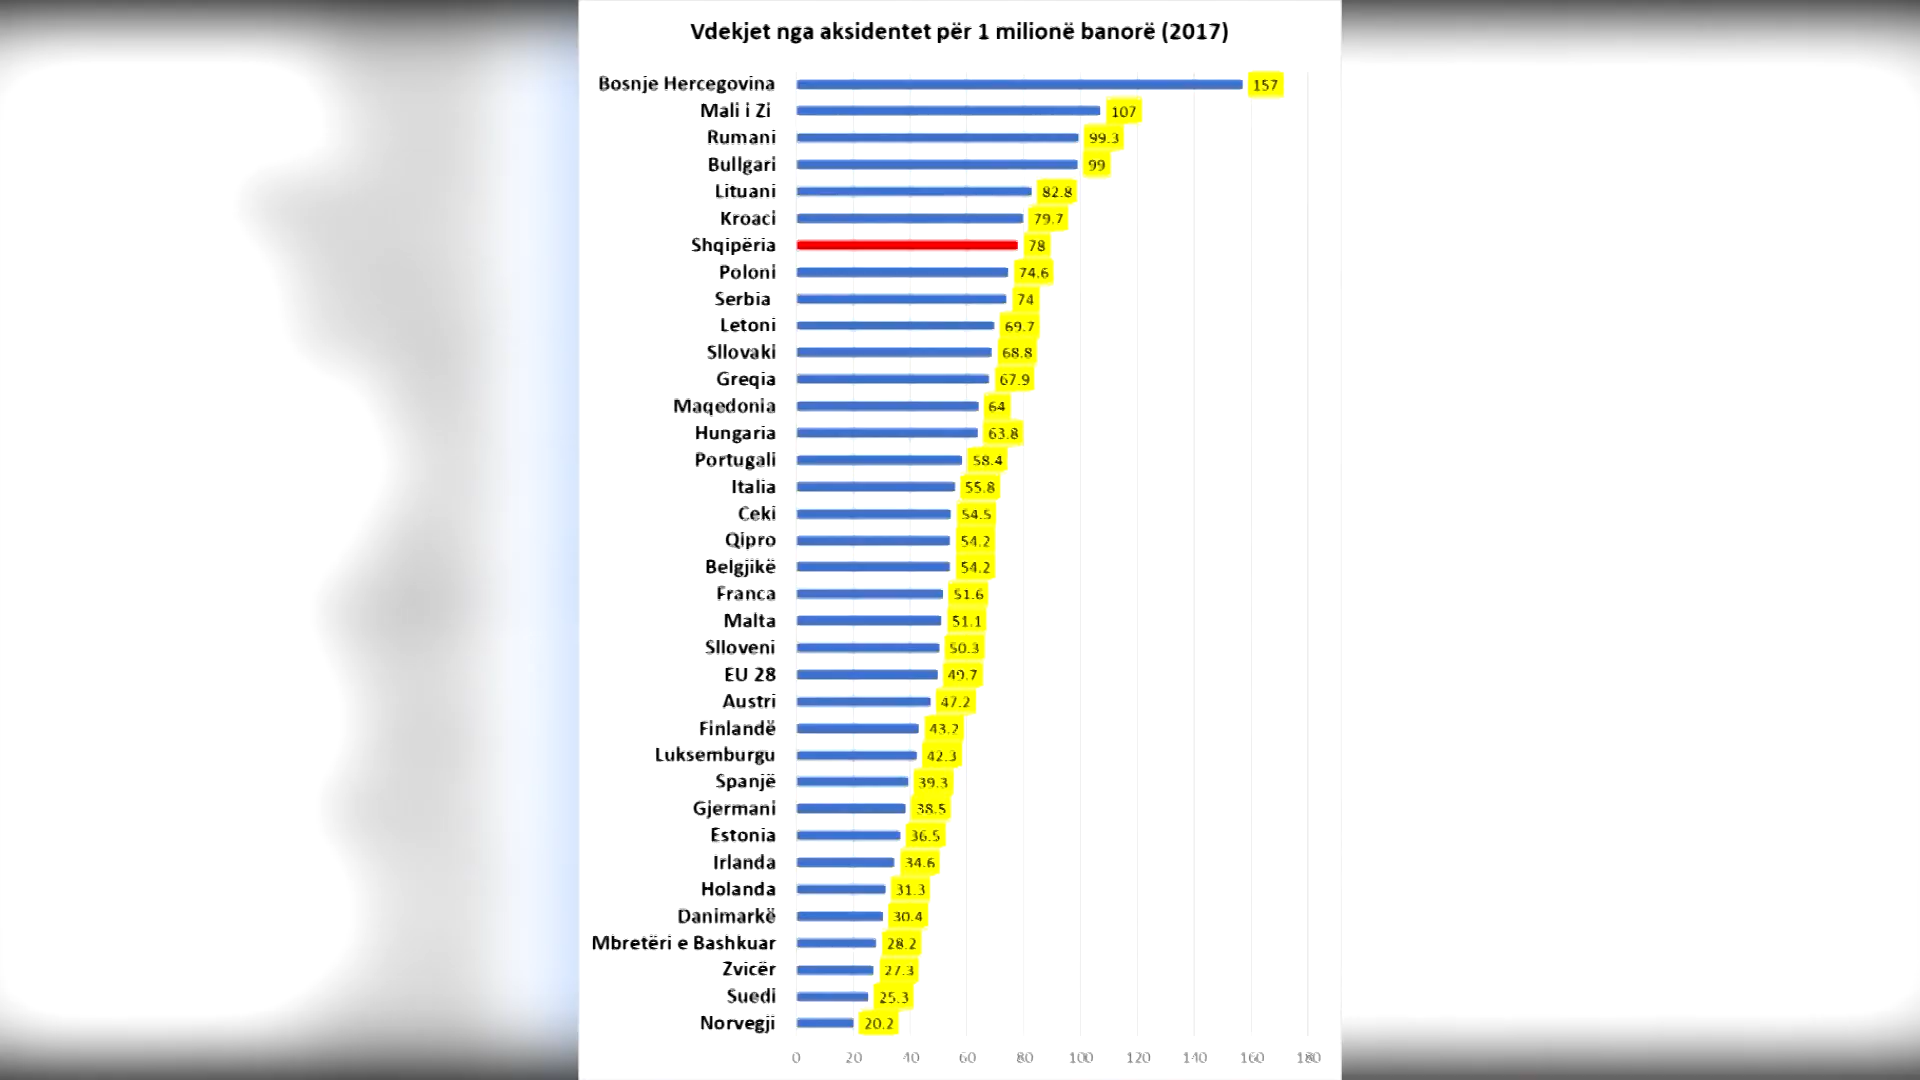 Vdekjet nga aksidentet për 1 milionë banorë (2017)
Bosnje Hercegovina 157
Mali i Zi 107
Rumani 99.3
Bullgari 99
Lituani 82.8
Kroaci 79.7
Shqipëria 78
Poloni 74.6
Serbia 74
Letoni 69.7
Sllovaki 68.8
Greqia 67.9
Maqedonia 64
Hungaria 63.8
Portugali 58.4
Italia 55.8
Ceki 54.5
Qipro 54.2
Belgjikë 54.2
Franca 51.6
Malta 51.1
Slloveni 50.3
EU 28 49.7
Austri 47.2
Finlandë 43.2
Luksemburgu 42.3
Spanjë 39.3
Gjermani 38.5
Estonia 36.5
Irlanda 34.6
Holanda 31.3
Danimarkë 30.4
Mbretëri e Bashkuar 28.2
Zvicër 27.3
Suedi 25.3
Norvegji 20.2
0 20 40 60 80 100 120 140 160 180